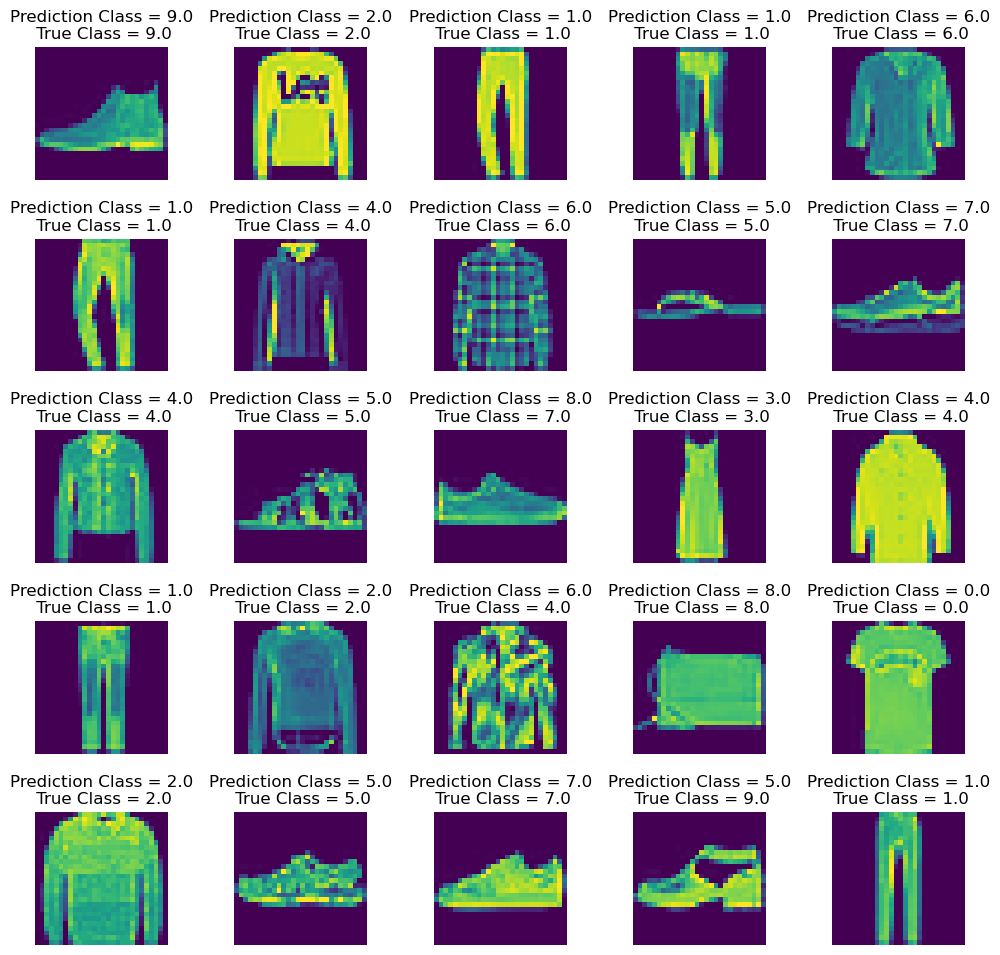 Prediction Class = 9.0
True Class = 9.0
Prediction Class = 2.0
True Class = 2.0
Prediction Class = 1.0
True Class = 1.0
Prediction Class = 1.0
True Class = 1.0
Prediction Class = 6.0
True Class = 6.0
Lee
Prediction Class = 1.0
True Class = 1.0
Prediction Class = 4.0
True Class = 4.0
Prediction Class = 6.0
True Class = 6.0
Prediction Class = 5.0
True Class = 5.0
Prediction Class = 7.0
True Class = 7.0
Prediction Class = 4.0
True Class = 4.0
Prediction Class = 5.0
True Class = 5.0
Prediction Class = 8.0
True Class = 7.0
Prediction Class = 3.0
True Class = 3.0
Prediction Class = 4.0
True Class = 4.0
Prediction Class = 1.0
True Class = 1.0
Prediction Class = 2.0
True Class = 2.0
Prediction Class = 6.0
True Class = 4.0
Prediction Class = 8.0
True Class = 8.0
Prediction Class = 0.0
True Class = 0.0
Prediction Class = 2.0
True Class = 2.0
Prediction Class = 5.0
True Class = 5.0
Prediction Class = 7.0
True Class = 7.0
Prediction Class = 5.0
True Class = 9.0
Prediction Class = 1.0
True Class = 1.0